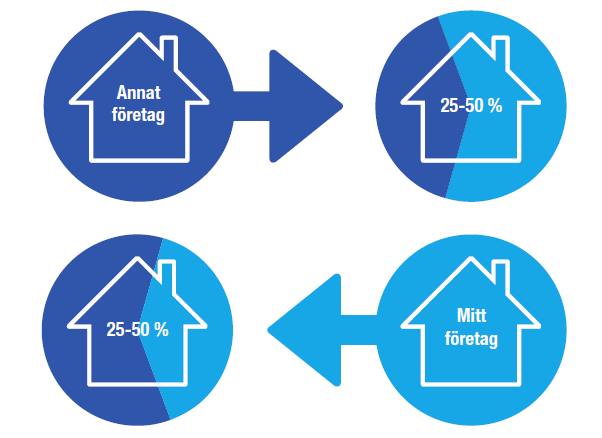 Annat
företag
25-50 %
25-50 %
Mitt
företag